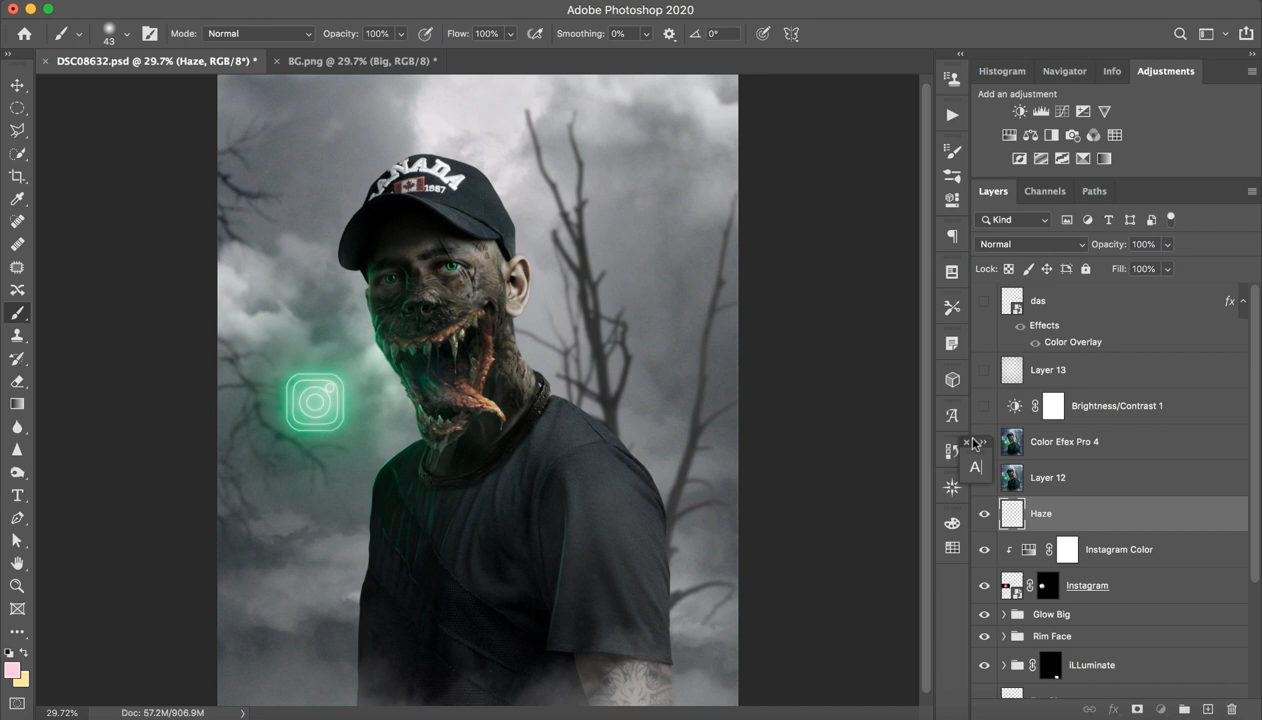 Adobe Photoshop 2020
43
Mode: Normal
Opacity: 100%
Flow: 100%
Smoothing: 0%
0°
DSC08632.psd @ 29.7% (Haze, RGB/8*) *
BG.png @ 29.7% (Big, RGB/8) *
Histogram
Navigator
Info
Adjustments
Add an adjustment
Layers
Channels
Paths
Kind
Normal
Opacity: 100%
Lock:
Fill: 100%
das
fx
Effects
Color Overlay
Layer 13
Brightness/Contrast 1
Color Efex Pro 4
Layer 12
Haze
Instagram Color
Instagram
Glow Big
Rim Face
iLLuminate
A
CANADA
1867
29.72%
Doc: 57.2M/906.9M
fx